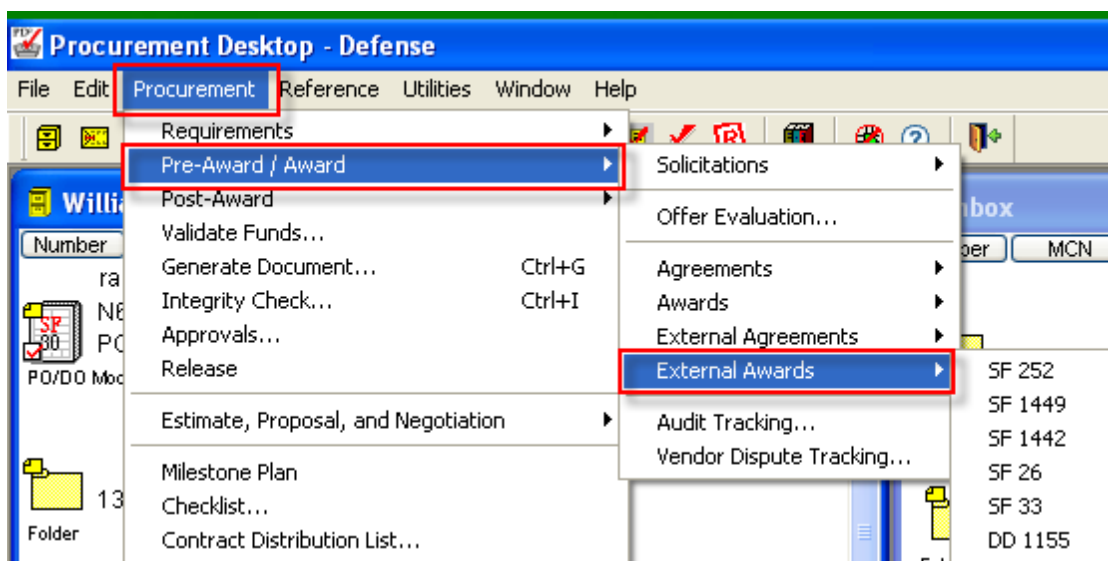 Procurement Desktop - Defense
File Edit Procurement Reference Utilities Window Help
Requirements
Pre-Award / Award
Post-Award
Validate Funds...
Generate Document... Ctrl+G
Integrity Check... Ctrl+I
Approvals...
Release
Estimate, Proposal, and Negotiation
Milestone Plan
Checklist...
Contract Distribution List...
Solicitations
Offer Evaluation...
Agreements
Awards
External Agreements
External Awards
Audit Tracking...
Vendor Dispute Tracking...
SF 252
SF 1449
SF 1442
SF 26
SF 33
DD 1155
Number
SF
30
PO/DO Mod
13
Folder
MCN